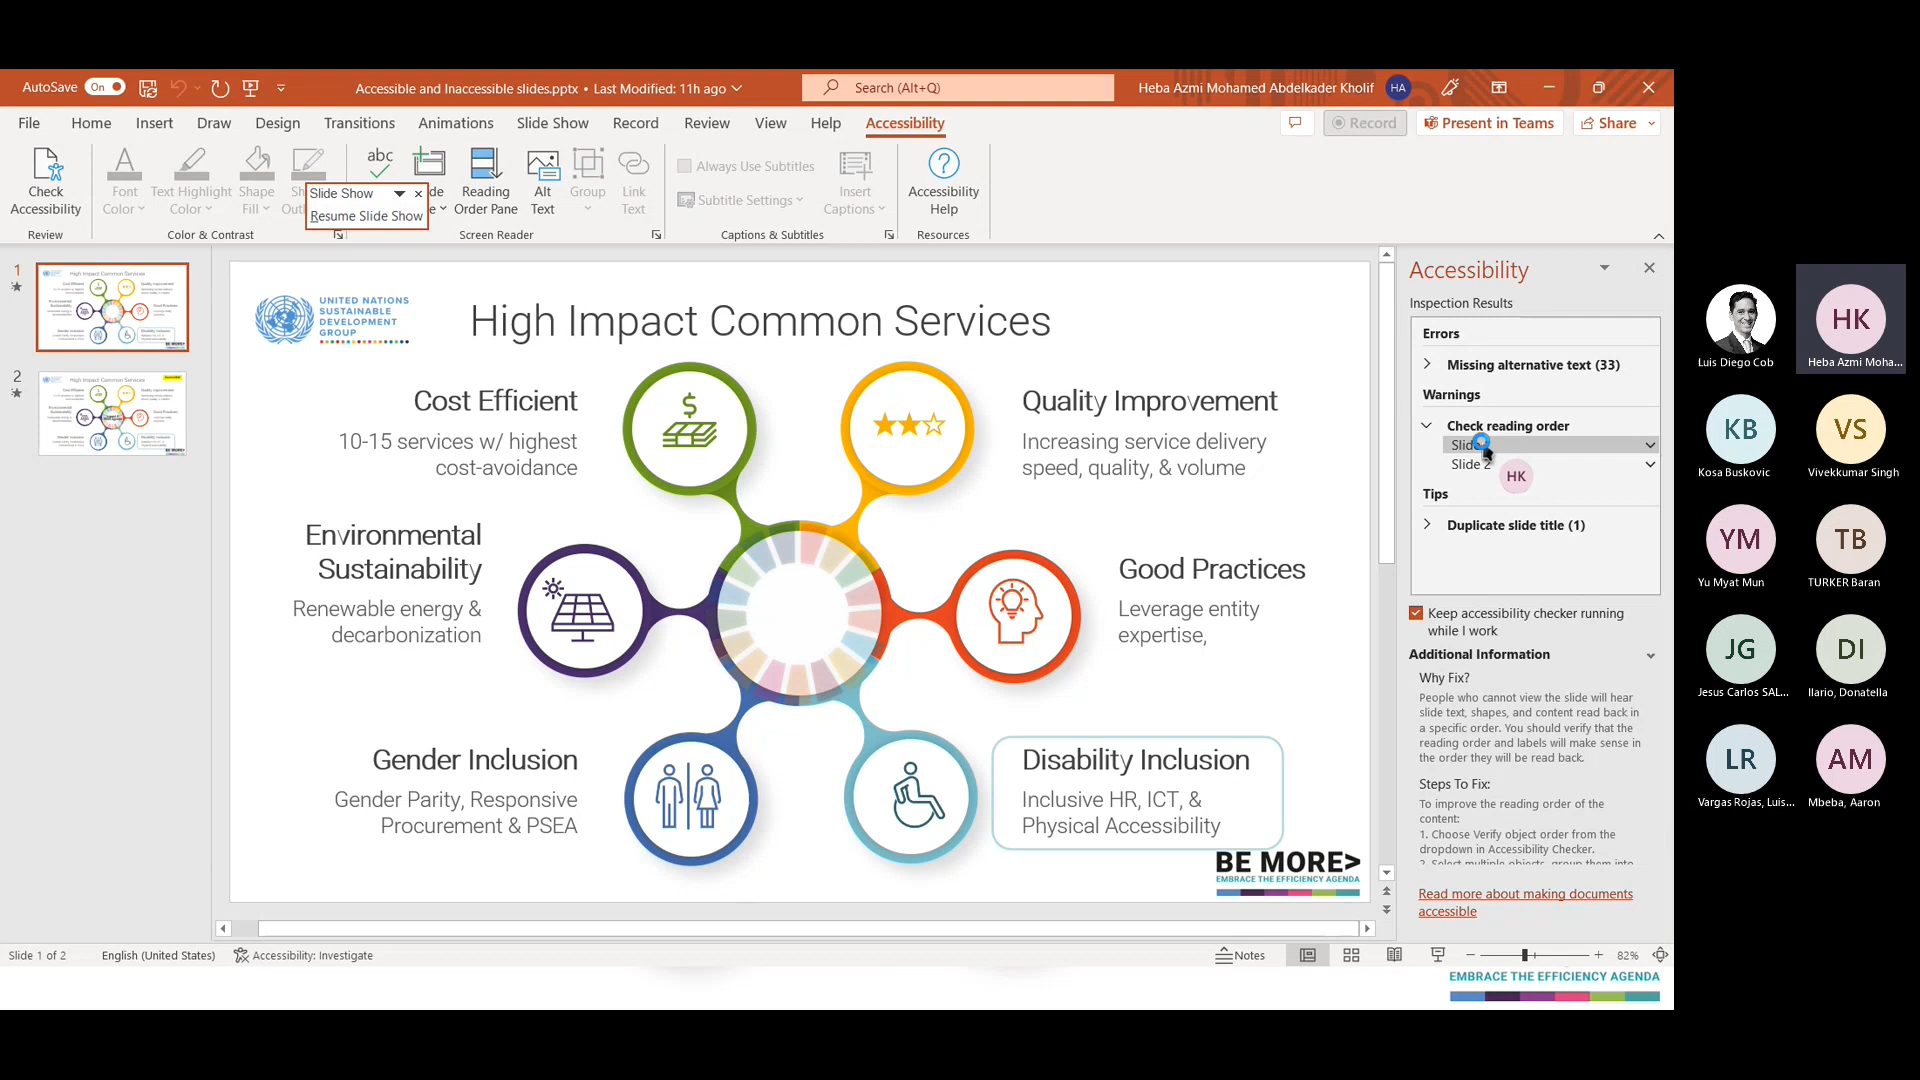 AutoSave On
Accessible and Inaccessible slides.pptx • Last Modified: 11h ago
Search (Alt+Q)
Heba Azmi Mohamed Abdelkader Kholif HA
File Home Insert Draw Design Transitions Animations Slide Show Record Review View Help Accessibility
Record Present in Teams Share
Check
Accessibility
Review
Font
Color
Text Highlight
Color
Shape
Fill
Color & Contrast
Slide Show
Resume Slide Show
abc
Reading
Order Pane
Alt
Text
Group
Link
Text
Screen Reader
Always Use Subtitles
Subtitle Settings
Insert
Captions
Captions & Subtitles
Accessibility
Help
Resources
1
2
UNITED NATIONS
SUSTAINABLE
DEVELOPMENT
GROUP
High Impact Common Services
Cost Efficient
10-15 services w/ highest
cost-avoidance
Quality Improvement
Increasing service delivery
speed, quality, & volume
Environmental
Sustainability
Renewable energy &
decarbonization
Good Practices
Leverage entity
expertise,
Gender Inclusion
Gender Parity, Responsive
Procurement & PSEA
Disability Inclusion
Inclusive HR, ICT, &
Physical Accessibility
BE MORE>
EMBRACE THE EFFICIENCY AGENDA
Accessibility
Inspection Results
Errors
Missing alternative text (33)
Warnings
Check reading order
Slide 2
HK
Tips
Duplicate slide title (1)
Keep accessibility checker running
while I work
Additional Information
Why Fix?
People who cannot view the slide will hear
slide text, shapes, and content read back in
a specific order. You should verify that the
reading order and labels will make sense in
the order they will be read back.
Steps To Fix:
To improve the reading order of the
content:
1. Choose Verify object order from the
dropdown in Accessibility Checker.
2. Select multiple objects, group them into
Read more about making documents
accessible
Slide 1 of 2
English (United States)
Accessibility: Investigate
Notes
82%
EMBRACE THE EFFICIENCY AGENDA
Luis Diego Cob
HK
Heba Azmi Moha...
KB
Kosa Buskovic
VS
Vivekkumar Singh
YM
Yu Myat Mun
TB
TURKER Baran
JG
Jesus Carlos SAL...
DI
Ilario, Donatella
LR
Vargas Rojas, Luis...
AM
Mbeba, Aaron